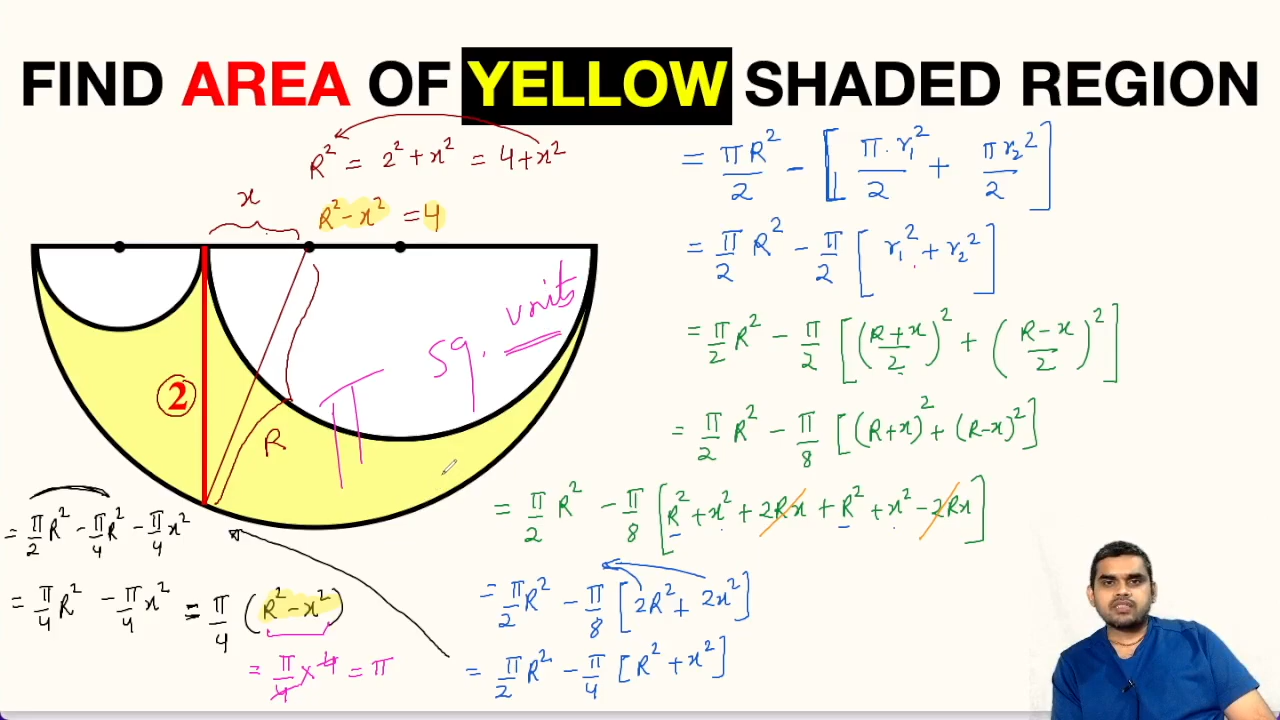 FIND AREA OF YELLOW SHADED REGION
R² = 2² + x² = 4 + x²
x
R² - x² = 4
2
R
π sq. units
= πR²/2 - [π·r₁²/2 + πr₂²/2]
= π/2 R² - π/2 [r₁² + r₂²]
= π/2 R² - π/2 [((R+x)/2)² + ((R-x)/2)²]
= π/2 R² - π/8 [(R+x)² + (R-x)²]
= π/2 R² - π/8 [R² + x² + 2Rx + R² + x² - 2Rx]
= π/2 R² - π/8 [2R² + 2x²]
= π/2 R² - π/4 [R² + x²]
= π/2 R² - π/4 R² - π/4 x²
= π/4 R² - π/4 x² = π/4 (R² - x²)
= π/4 × 4 = π